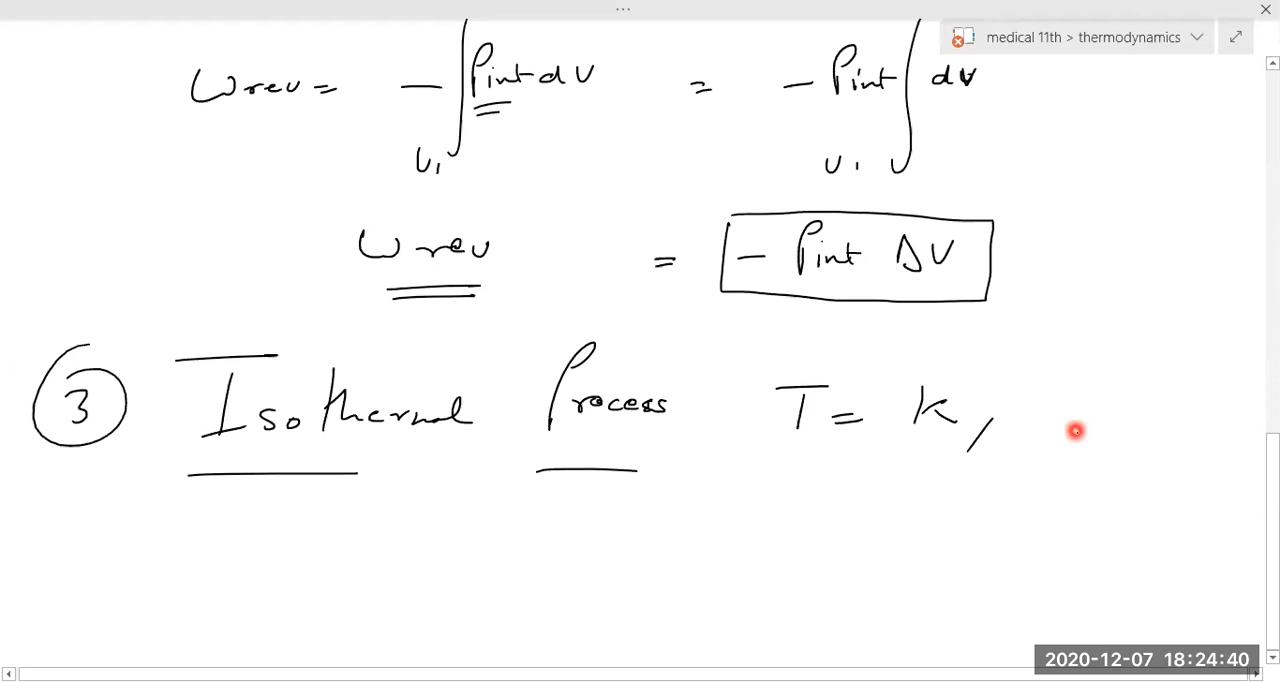 ...
medical 11th > thermodynamics
Wrev = - ∫ Pint dV = - Pint ∫ dV
V1 V1
Wrev = - Pint ΔV
3 Isothermal Process T = K,
2020-12-07 18:24:40